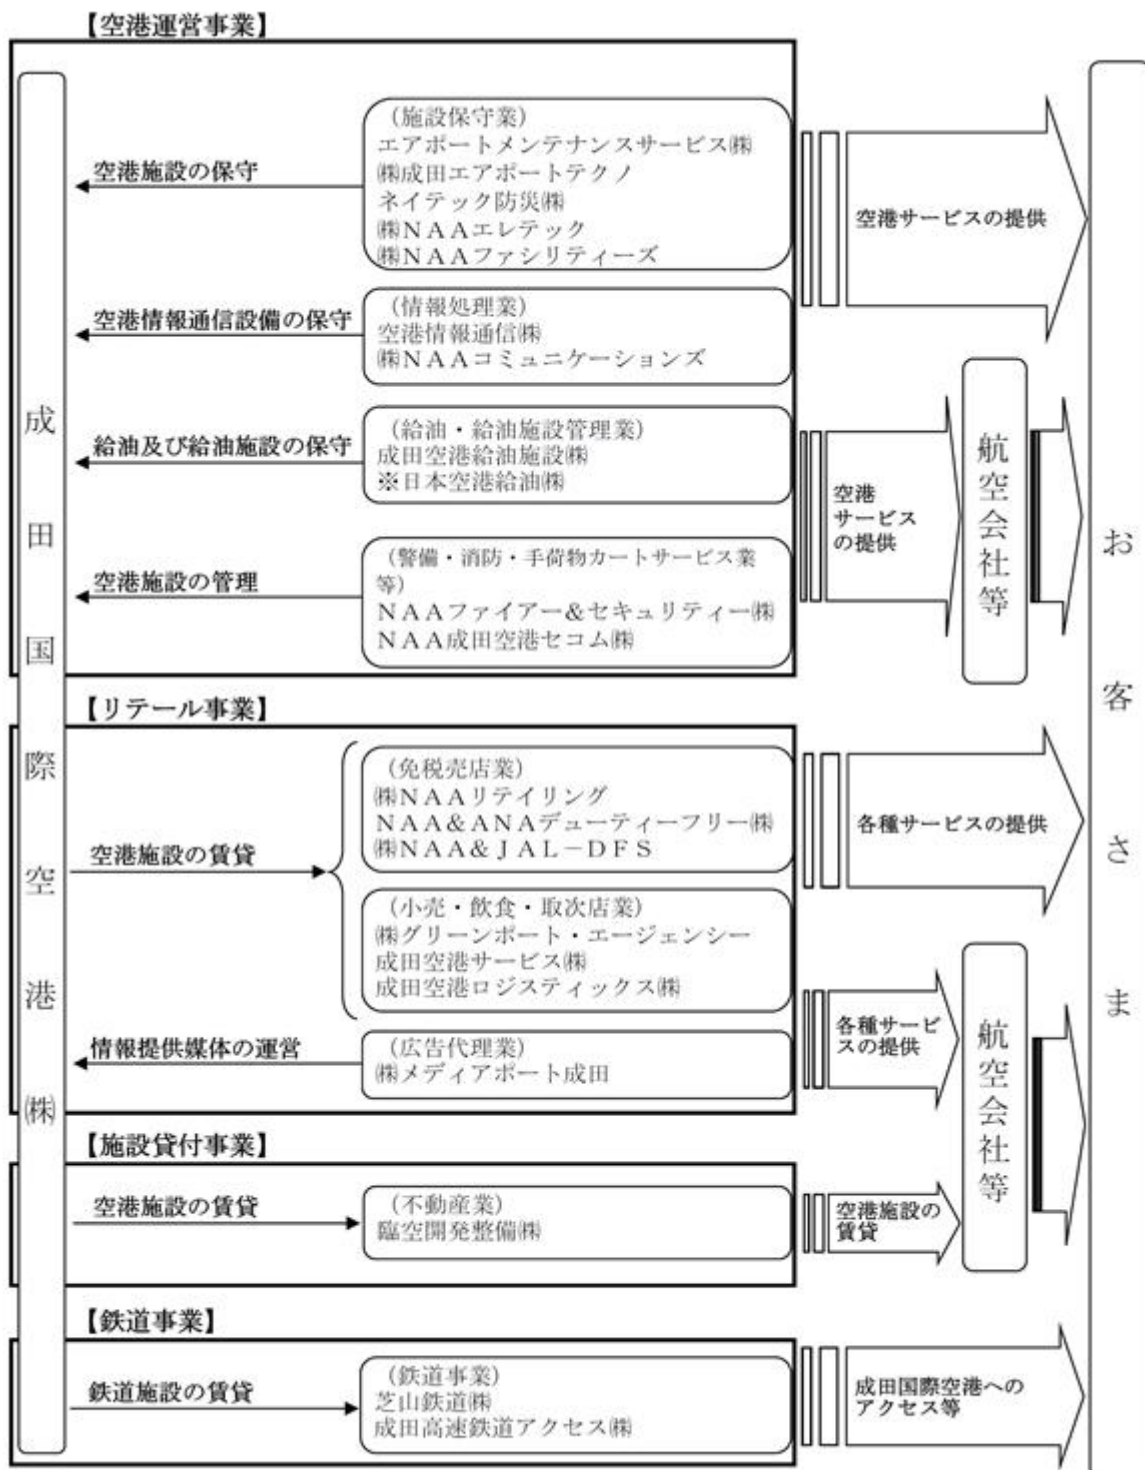 【空港運営事業】
空港施設の保守
（施設保守業）
エアポートメンテナンスサービス㈱
㈱成田エアポートテクノ
ネイテック防災㈱
㈱ＮＡＡエレテック
㈱ＮＡＡファシリティーズ
空港サービスの提供
空港情報通信設備の保守
（情報処理業）
空港情報通信㈱
㈱ＮＡＡコミュニケーションズ
給油及び給油施設の保守
（給油・給油施設管理業）
成田空港給油施設㈱
※日本空港給油㈱
空港
サービス
の提供
航空会社等
空港施設の管理
（警備・消防・手荷物カートサービス業
等）
ＮＡＡファイアー＆セキュリティー㈱
ＮＡＡ成田空港セコム㈱
成田国際空港㈱
お客さま
【リテール事業】
空港施設の賃貸
（免税売店業）
㈱ＮＡＡリテイリング
ＮＡＡ＆ＡＮＡデューティーフリー㈱
㈱ＮＡＡ＆ＪＡＬ－ＤＦＳ
各種サービスの提供
（小売・飲食・取次店業）
㈱グリーンポート・エージェンシー
成田空港サービス㈱
成田空港ロジスティックス㈱
情報提供媒体の運営
（広告代理業）
㈱メディアポート成田
各種サービ
スの提供
航空会社等
【施設貸付事業】
空港施設の賃貸
（不動産業）
臨空開発整備㈱
空港施設の
賃貸
【鉄道事業】
鉄道施設の賃貸
（鉄道事業）
芝山鉄道㈱
成田高速鉄道アクセス㈱
成田国際空港への
アクセス等